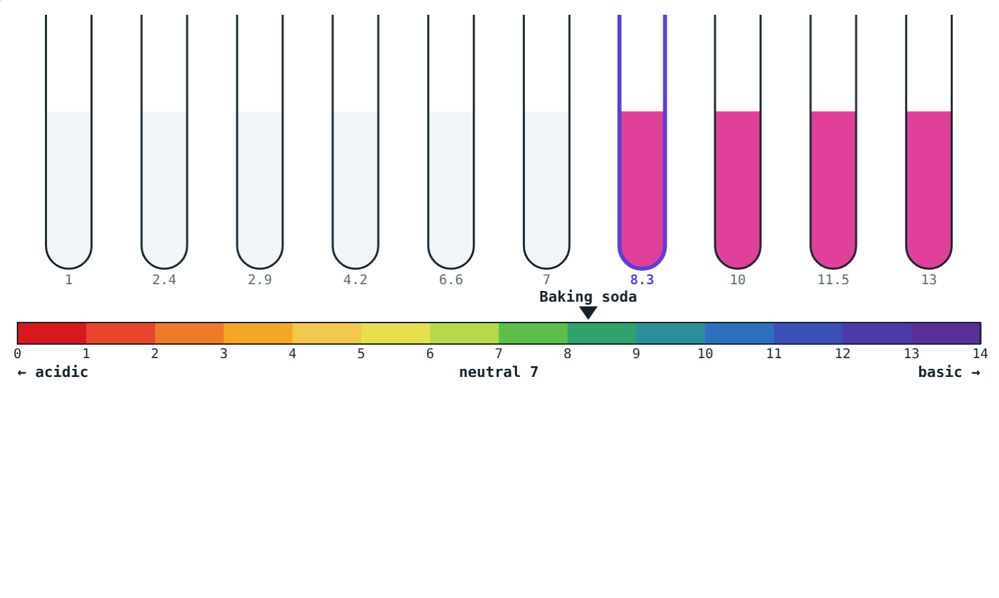 1 2.4 2.9 4.2 6.6 7 8.3 10 11.5 13
Baking soda
0 1 2 3 4 5 6 7 8 9 10 11 12 13 14
← acidic neutral 7 basic →